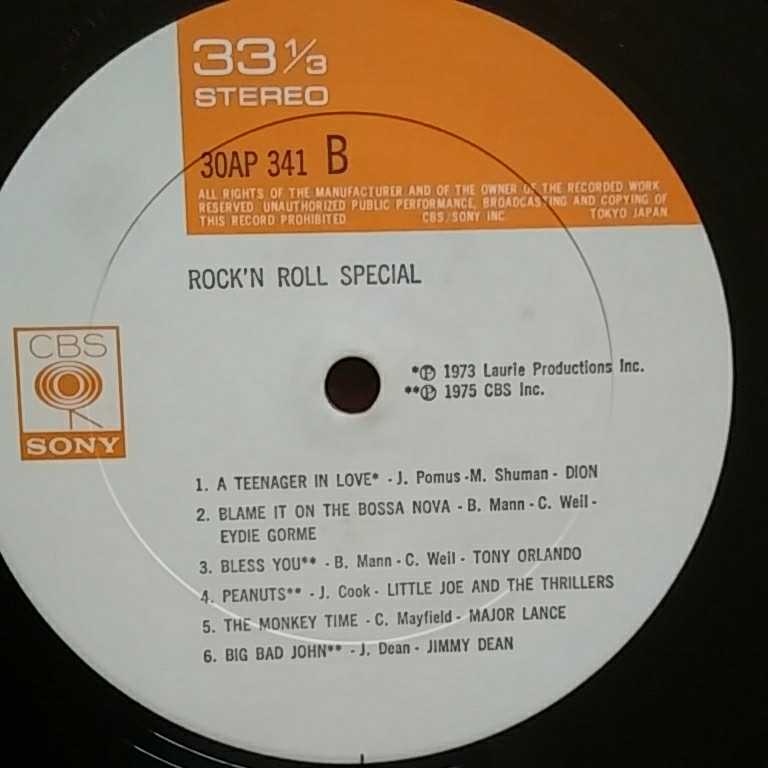 33 1/3
STEREO
30AP 341 B
ALL RIGHTS OF THE MANUFACTURER AND OF THE OWNER OF THE RECORDED WORK
RESERVED. UNAUTHORIZED PUBLIC PERFORMANCE, BROADCASTING AND COPYING OF
THIS RECORD PROHIBITED CBS/SONY INC. TOKYO JAPAN
ROCK'N ROLL SPECIAL
CBS
SONY
*Ⓟ 1973 Laurie Productions Inc.
**Ⓟ 1975 CBS Inc.
1. A TEENAGER IN LOVE* - J. Pomus - M. Shuman - DION
2. BLAME IT ON THE BOSSA NOVA - B. Mann - C. Weil -
EYDIE GORME
3. BLESS YOU** - B. Mann - C. Weil - TONY ORLANDO
4. PEANUTS** - J. Cook - LITTLE JOE AND THE THRILLERS
5. THE MONKEY TIME - C. Mayfield - MAJOR LANCE
6. BIG BAD JOHN** - J. Dean - JIMMY DEAN